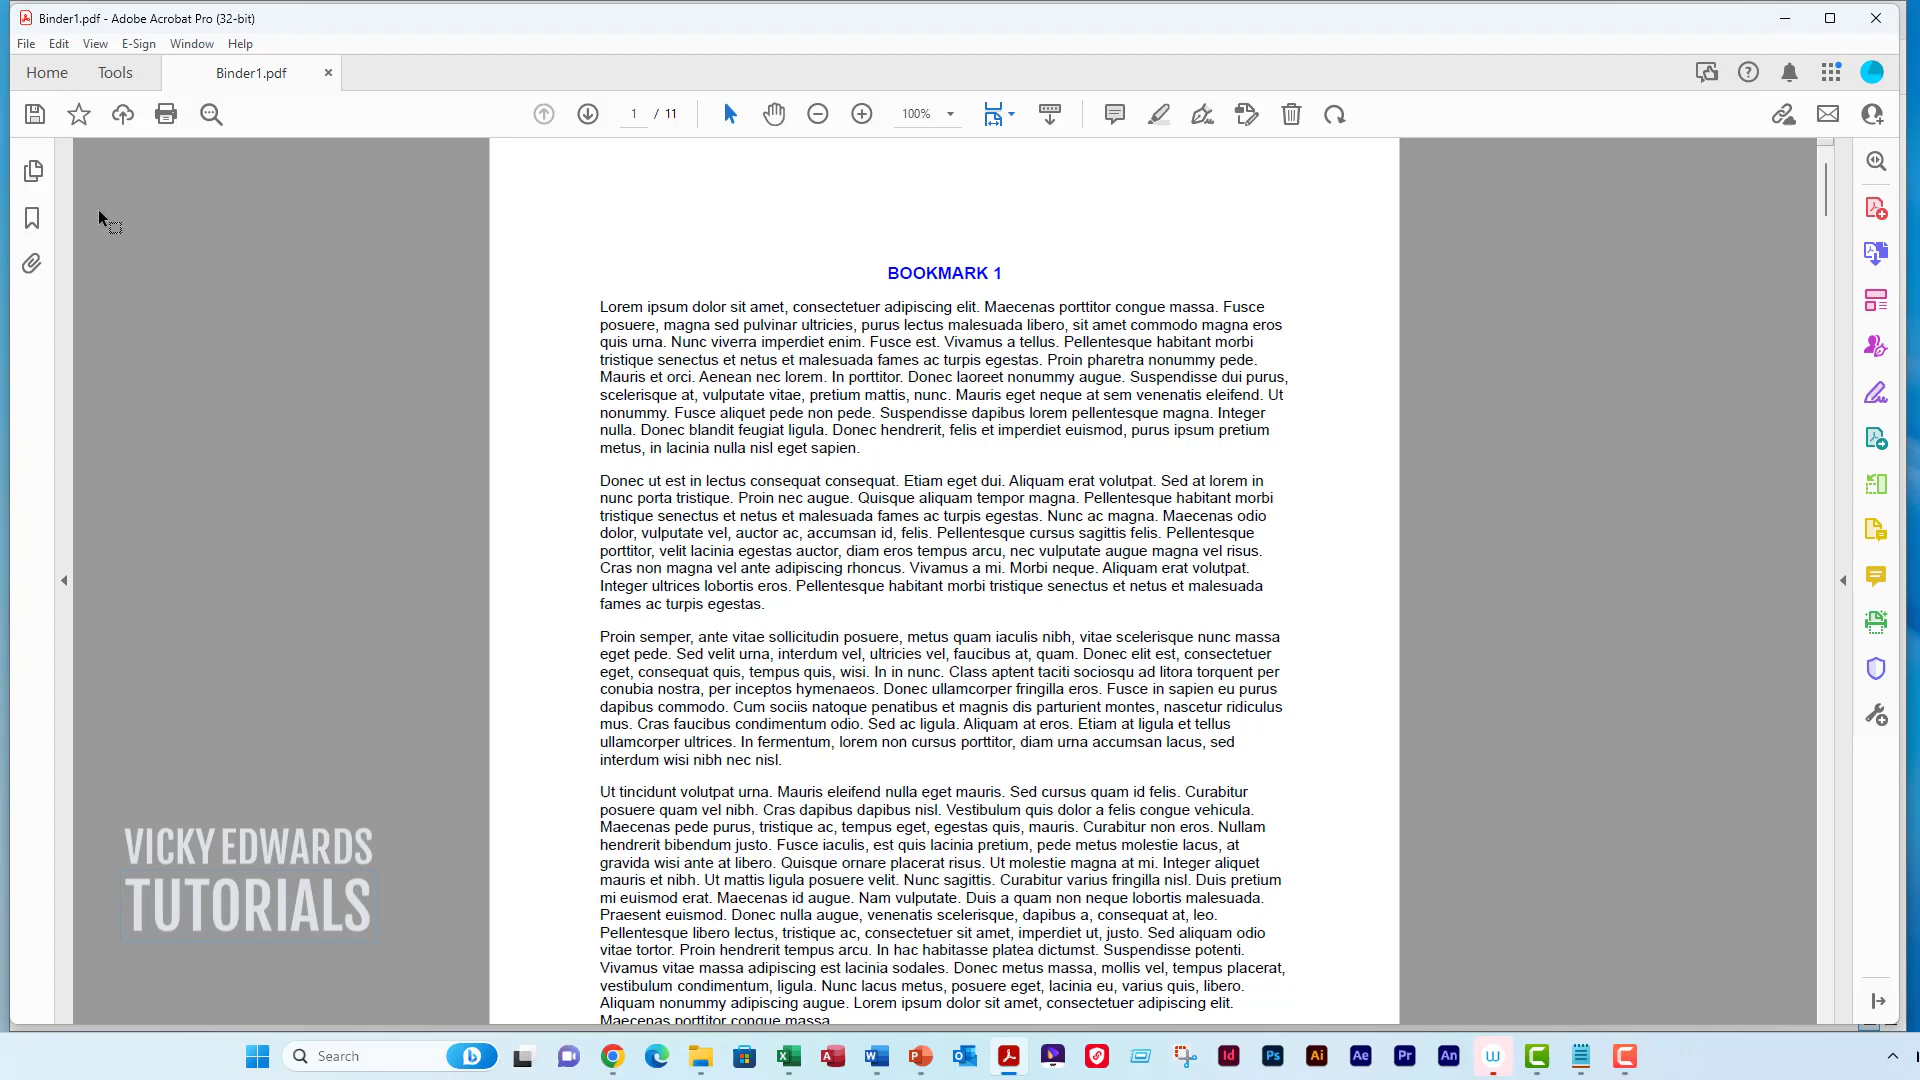 Binder1.pdf - Adobe Acrobat Pro (32-bit)
File Edit View E-Sign Window Help
Home Tools Binder1.pdf
1 / 11 100%
BOOKMARK 1
Lorem ipsum dolor sit amet, consectetuer adipiscing elit. Maecenas porttitor congue massa. Fusce
posuere, magna sed pulvinar ultricies, purus lectus malesuada libero, sit amet commodo magna eros
quis urna. Nunc viverra imperdiet enim. Fusce est. Vivamus a tellus. Pellentesque habitant morbi
tristique senectus et netus et malesuada fames ac turpis egestas. Proin pharetra nonummy pede.
Mauris et orci. Aenean nec lorem. In porttitor. Donec laoreet nonummy augue. Suspendisse dui purus,
scelerisque at, vulputate vitae, pretium mattis, nunc. Mauris eget neque at sem venenatis eleifend. Ut
nonummy. Fusce aliquet pede non pede. Suspendisse dapibus lorem pellentesque magna. Integer
nulla. Donec blandit feugiat ligula. Donec hendrerit, felis et imperdiet euismod, purus ipsum pretium
metus, in lacinia nulla nisl eget sapien.
Donec ut est in lectus consequat consequat. Etiam eget dui. Aliquam erat volutpat. Sed at lorem in
nunc porta tristique. Proin nec augue. Quisque aliquam tempor magna. Pellentesque habitant morbi
tristique senectus et netus et malesuada fames ac turpis egestas. Nunc ac magna. Maecenas odio
dolor, vulputate vel, auctor ac, accumsan id, felis. Pellentesque cursus sagittis felis. Pellentesque
porttitor, velit lacinia egestas auctor, diam eros tempus arcu, nec vulputate augue magna vel risus.
Cras non magna vel ante adipiscing rhoncus. Vivamus a mi. Morbi neque. Aliquam erat volutpat.
Integer ultrices lobortis eros. Pellentesque habitant morbi tristique senectus et netus et malesuada
fames ac turpis egestas.
Proin semper, ante vitae sollicitudin posuere, metus quam iaculis nibh, vitae scelerisque nunc massa
eget pede. Sed velit urna, interdum vel, ultricies vel, faucibus at, quam. Donec elit est, consectetuer
eget, consequat quis, tempus quis, wisi. In in nunc. Class aptent taciti sociosqu ad litora torquent per
conubia nostra, per inceptos hymenaeos. Donec ullamcorper fringilla eros. Fusce in sapien eu purus
dapibus commodo. Cum sociis natoque penatibus et magnis dis parturient montes, nascetur ridiculus
mus. Cras faucibus condimentum odio. Sed ac ligula. Aliquam at eros. Etiam at ligula et tellus
ullamcorper ultrices. In fermentum, lorem non cursus porttitor, diam urna accumsan lacus, sed
interdum wisi nibh nec nisl.
Ut tincidunt volutpat urna. Mauris eleifend nulla eget mauris. Sed cursus quam id felis. Curabitur
posuere quam vel nibh. Cras dapibus dapibus nisl. Vestibulum quis dolor a felis congue vehicula.
Maecenas pede purus, tristique ac, tempus eget, egestas quis, mauris. Curabitur non eros. Nullam
hendrerit bibendum justo. Fusce iaculis, est quis lacinia pretium, pede metus molestie lacus, at
gravida wisi ante at libero. Quisque ornare placerat risus. Ut molestie magna at mi. Integer aliquet
mauris et nibh. Ut mattis ligula posuere velit. Nunc sagittis. Curabitur varius fringilla nisl. Duis pretium
mi euismod erat. Maecenas id augue. Nam vulputate. Duis a quam non neque lobortis malesuada.
Praesent euismod. Donec nulla augue, venenatis scelerisque, dapibus a, consequat at, leo.
Pellentesque libero lectus, tristique ac, consectetuer sit amet, imperdiet ut, justo. Sed aliquam odio
vitae tortor. Proin hendrerit tempus arcu. In hac habitasse platea dictumst. Suspendisse potenti.
Vivamus vitae massa adipiscing est lacinia sodales. Donec metus massa, mollis vel, tempus placerat,
vestibulum condimentum, ligula. Nunc lacus metus, posuere eget, lacinia eu, varius quis, libero.
Aliquam nonummy adipiscing augue. Lorem ipsum dolor sit amet, consectetuer adipiscing elit.
Maecenas porttitor congue massa.
VICKY EDWARDS
TUTORIALS
Search
Id Ps Ai Ae Pr An